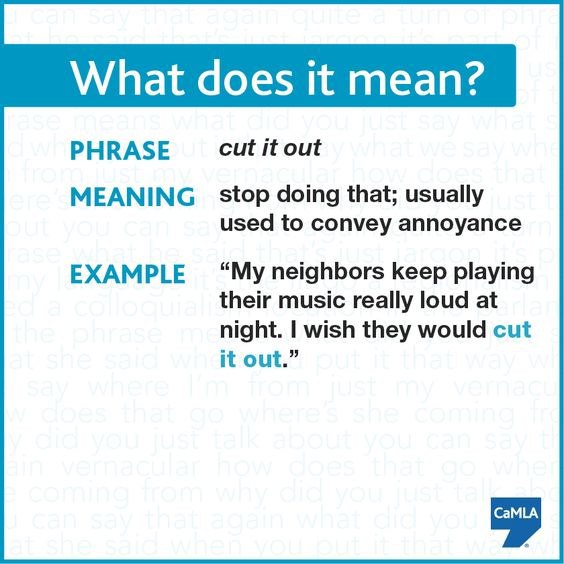 What does it mean?
PHRASE cut it out
MEANING stop doing that; usually
used to convey annoyance
EXAMPLE “My neighbors keep playing
their music really loud at
night. I wish they would cut
it out.”
CaMLA
®